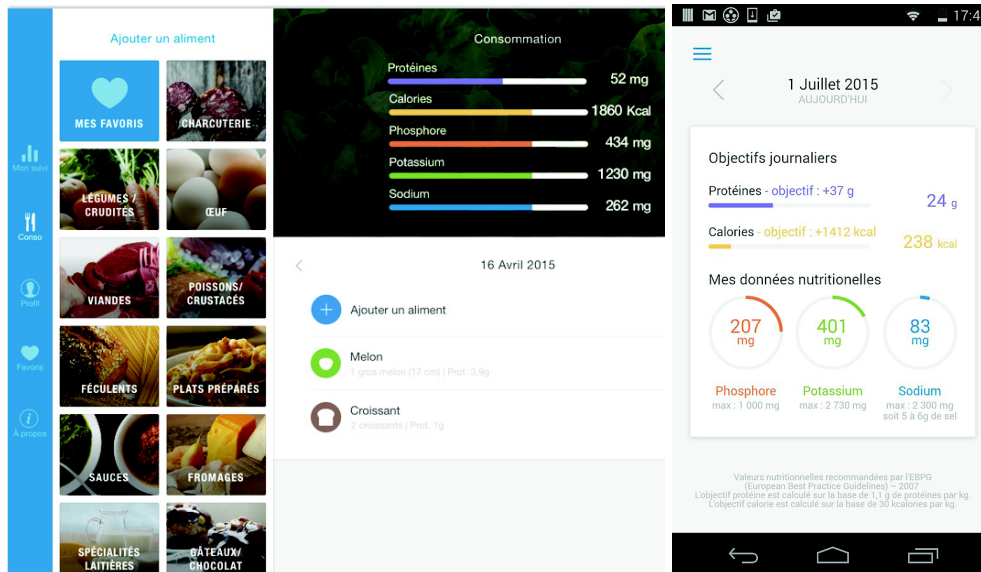 Mon suivi
Conso
Profil
Favoris
À propos
Ajouter un aliment
MES FAVORIS
CHARCUTERIE
LÉGUMES /
CRUDITÉS
ŒUF
VIANDES
POISSONS/
CRUSTACÉS
FÉCULENTS
PLATS PRÉPARÉS
SAUCES
FROMAGES
SPÉCIALITÉS
LAITIÈRES
GÂTEAUX/
CHOCOLAT
Consommation
Protéines
52 mg
Calories
1860 Kcal
Phosphore
434 mg
Potassium
1230 mg
Sodium
262 mg
16 Avril 2015
Ajouter un aliment
Melon
1 gros melon (17 cm) | Prot. 3.9g
Croissant
2 croissants | Prot. 1g
17:4
1 Juillet 2015
AUJOURD'HUI
Objectifs journaliers
Protéines - objectif : +37 g
24 g
Calories - objectif : +1412 kcal
238 kcal
Mes données nutritionelles
207
mg
401
mg
83
mg
Phosphore
max : 1 000 mg
Potassium
max : 2 730 mg
Sodium
max : 2 300 mg
soit 5 à 6g de sel
Valeurs nutritionnelles recommandées par l'EBPG
(European Best Practice Guidelines) – 2007
L'objectif protéine est calculé sur la base de 1,1 g de protéines par kg.
L'objectif calorie est calculé sur la base de 30 kcalories par kg.